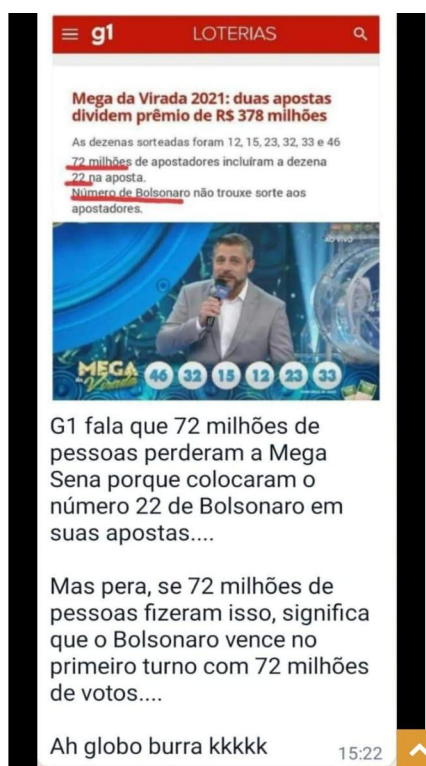 g1 LOTERIAS
Mega da Virada 2021: duas apostas
dividem prêmio de R$ 378 milhões
As dezenas sorteadas foram 12, 15, 23, 32, 33 e 46
72 milhões de apostadores incluíram a dezena
22 na aposta.
Número de Bolsonaro não trouxe sorte aos
apostadores.
AO VIVO
MEGA 46 32 15 12 23 33
da Virada
G1 fala que 72 milhões de
pessoas perderam a Mega
Sena porque colocaram o
número 22 de Bolsonaro em
suas apostas....
Mas pera, se 72 milhões de
pessoas fizeram isso, significa
que o Bolsonaro vence no
primeiro turno com 72 milhões
de votos....
Ah globo burra kkkkk 15:22